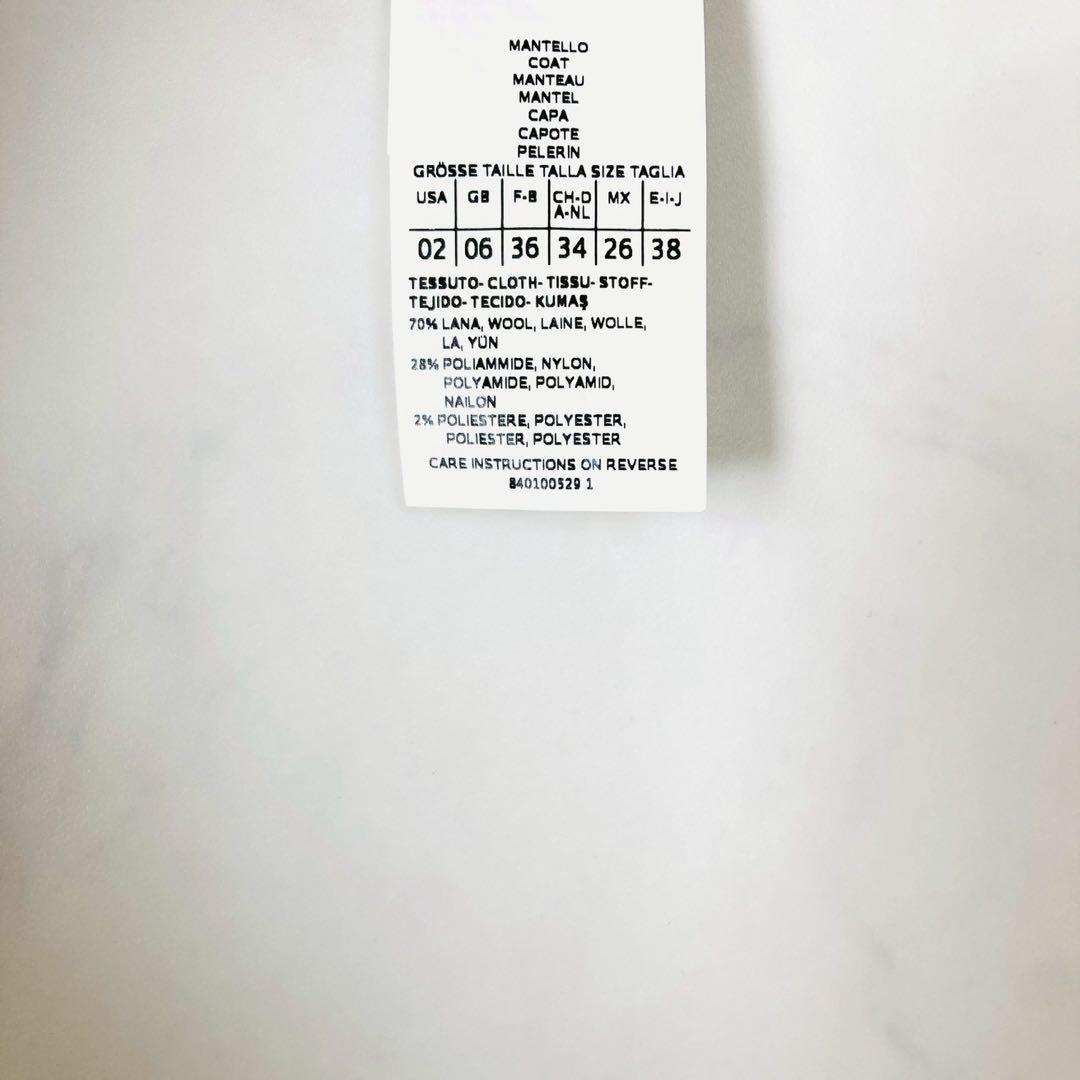 MANTELLO
COAT
MANTEAU
MANTEL
CAPA
CAPOTE
PELERİN
GRÖSSE TAILLE TALLA SIZE TAGLIA
USA GB F-B CH-D A-NL MX E-I-J
02 06 36 34 26 38
TESSUTO- CLOTH- TISSU- STOFF-
TEJIDO- TECIDO- KUMAŞ
70% LANA, WOOL, LAINE, WOLLE,
LA, YÜN
28% POLIAMMIDE, NYLON,
POLYAMIDE, POLYAMID,
NAILON
2% POLIESTERE, POLYESTER,
POLIESTER, POLYESTER
CARE INSTRUCTIONS ON REVERSE
840100529 1